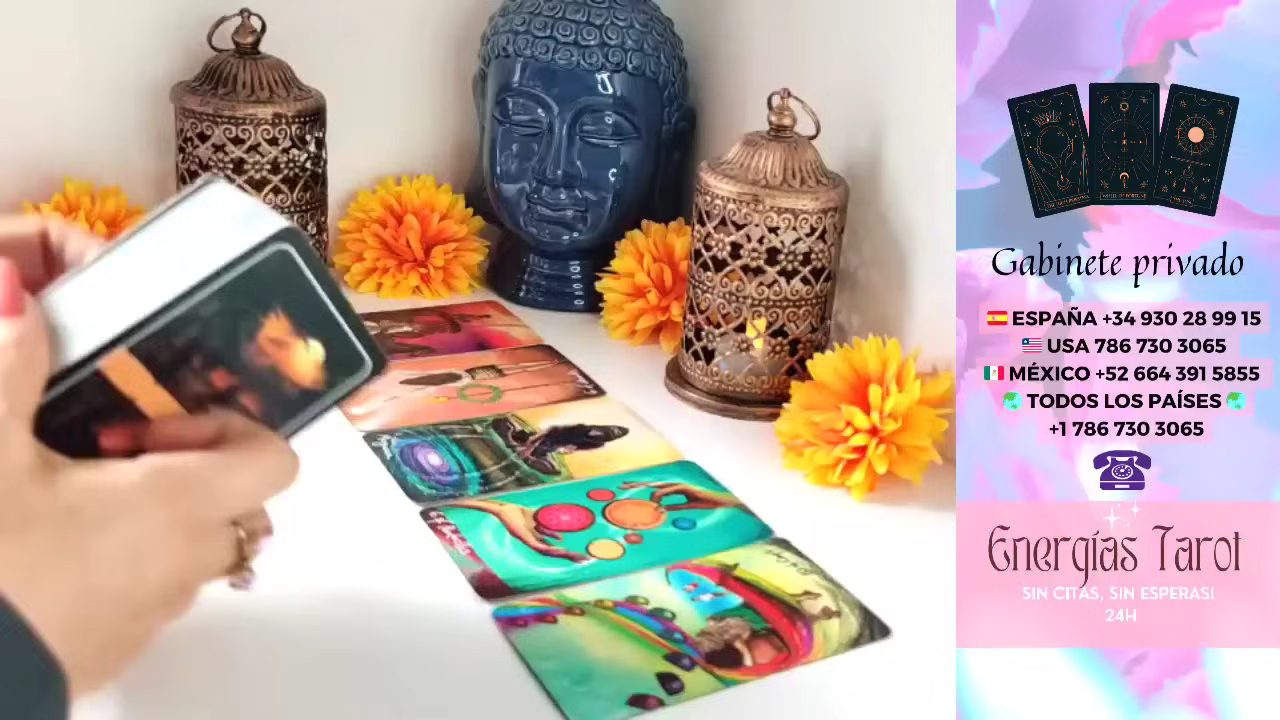 Gabinete privado
ESPAÑA +34 930 28 99 15
USA 786 730 3065
MÉXICO +52 664 391 5855
TODOS LOS PAÍSES
+1 786 730 3065
Energías Tarot
SIN CITAS, SIN ESPERAS!
24H